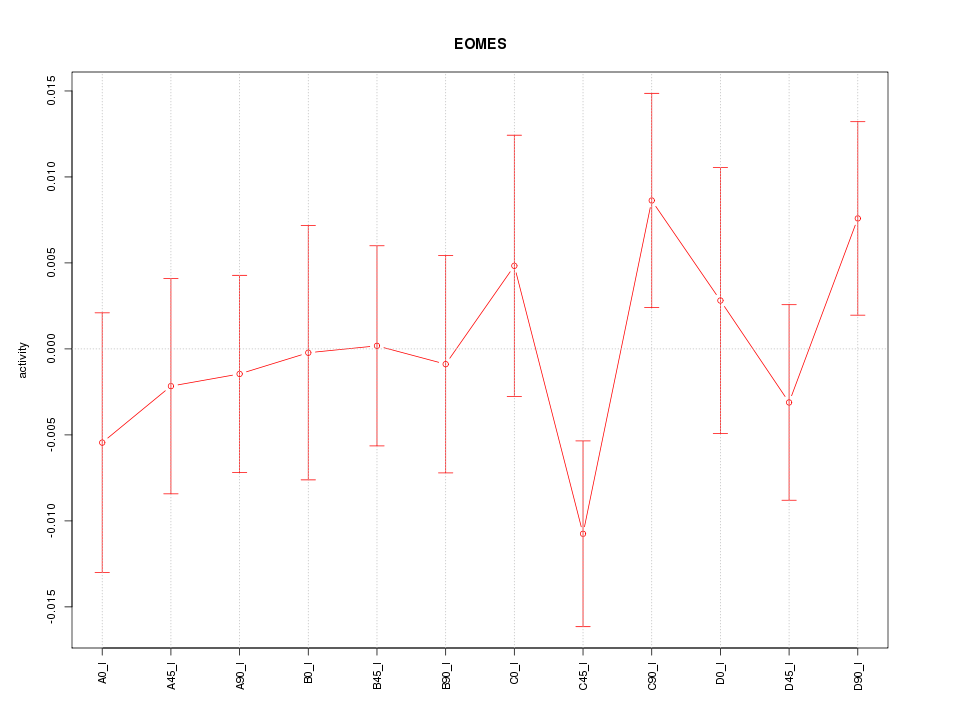 EOMES
activity
0.015
0.010
0.005
0.000
-0.005
-0.010
-0.015
A0_I
A45_I
A90_I
B0_I
B45_I
B90_I
C0_I
C45_I
C90_I
D0_I
D45_I
D90_I